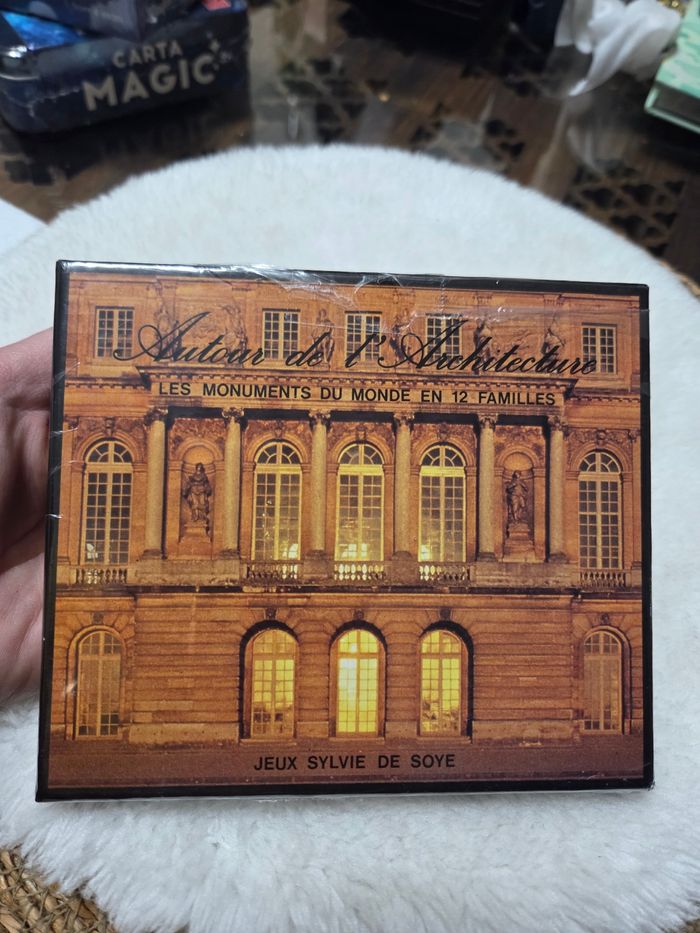 CARTA
MAGIC
Autour de l'Architecture
LES MONUMENTS DU MONDE EN 12 FAMILLES
JEUX SYLVIE DE SOYE